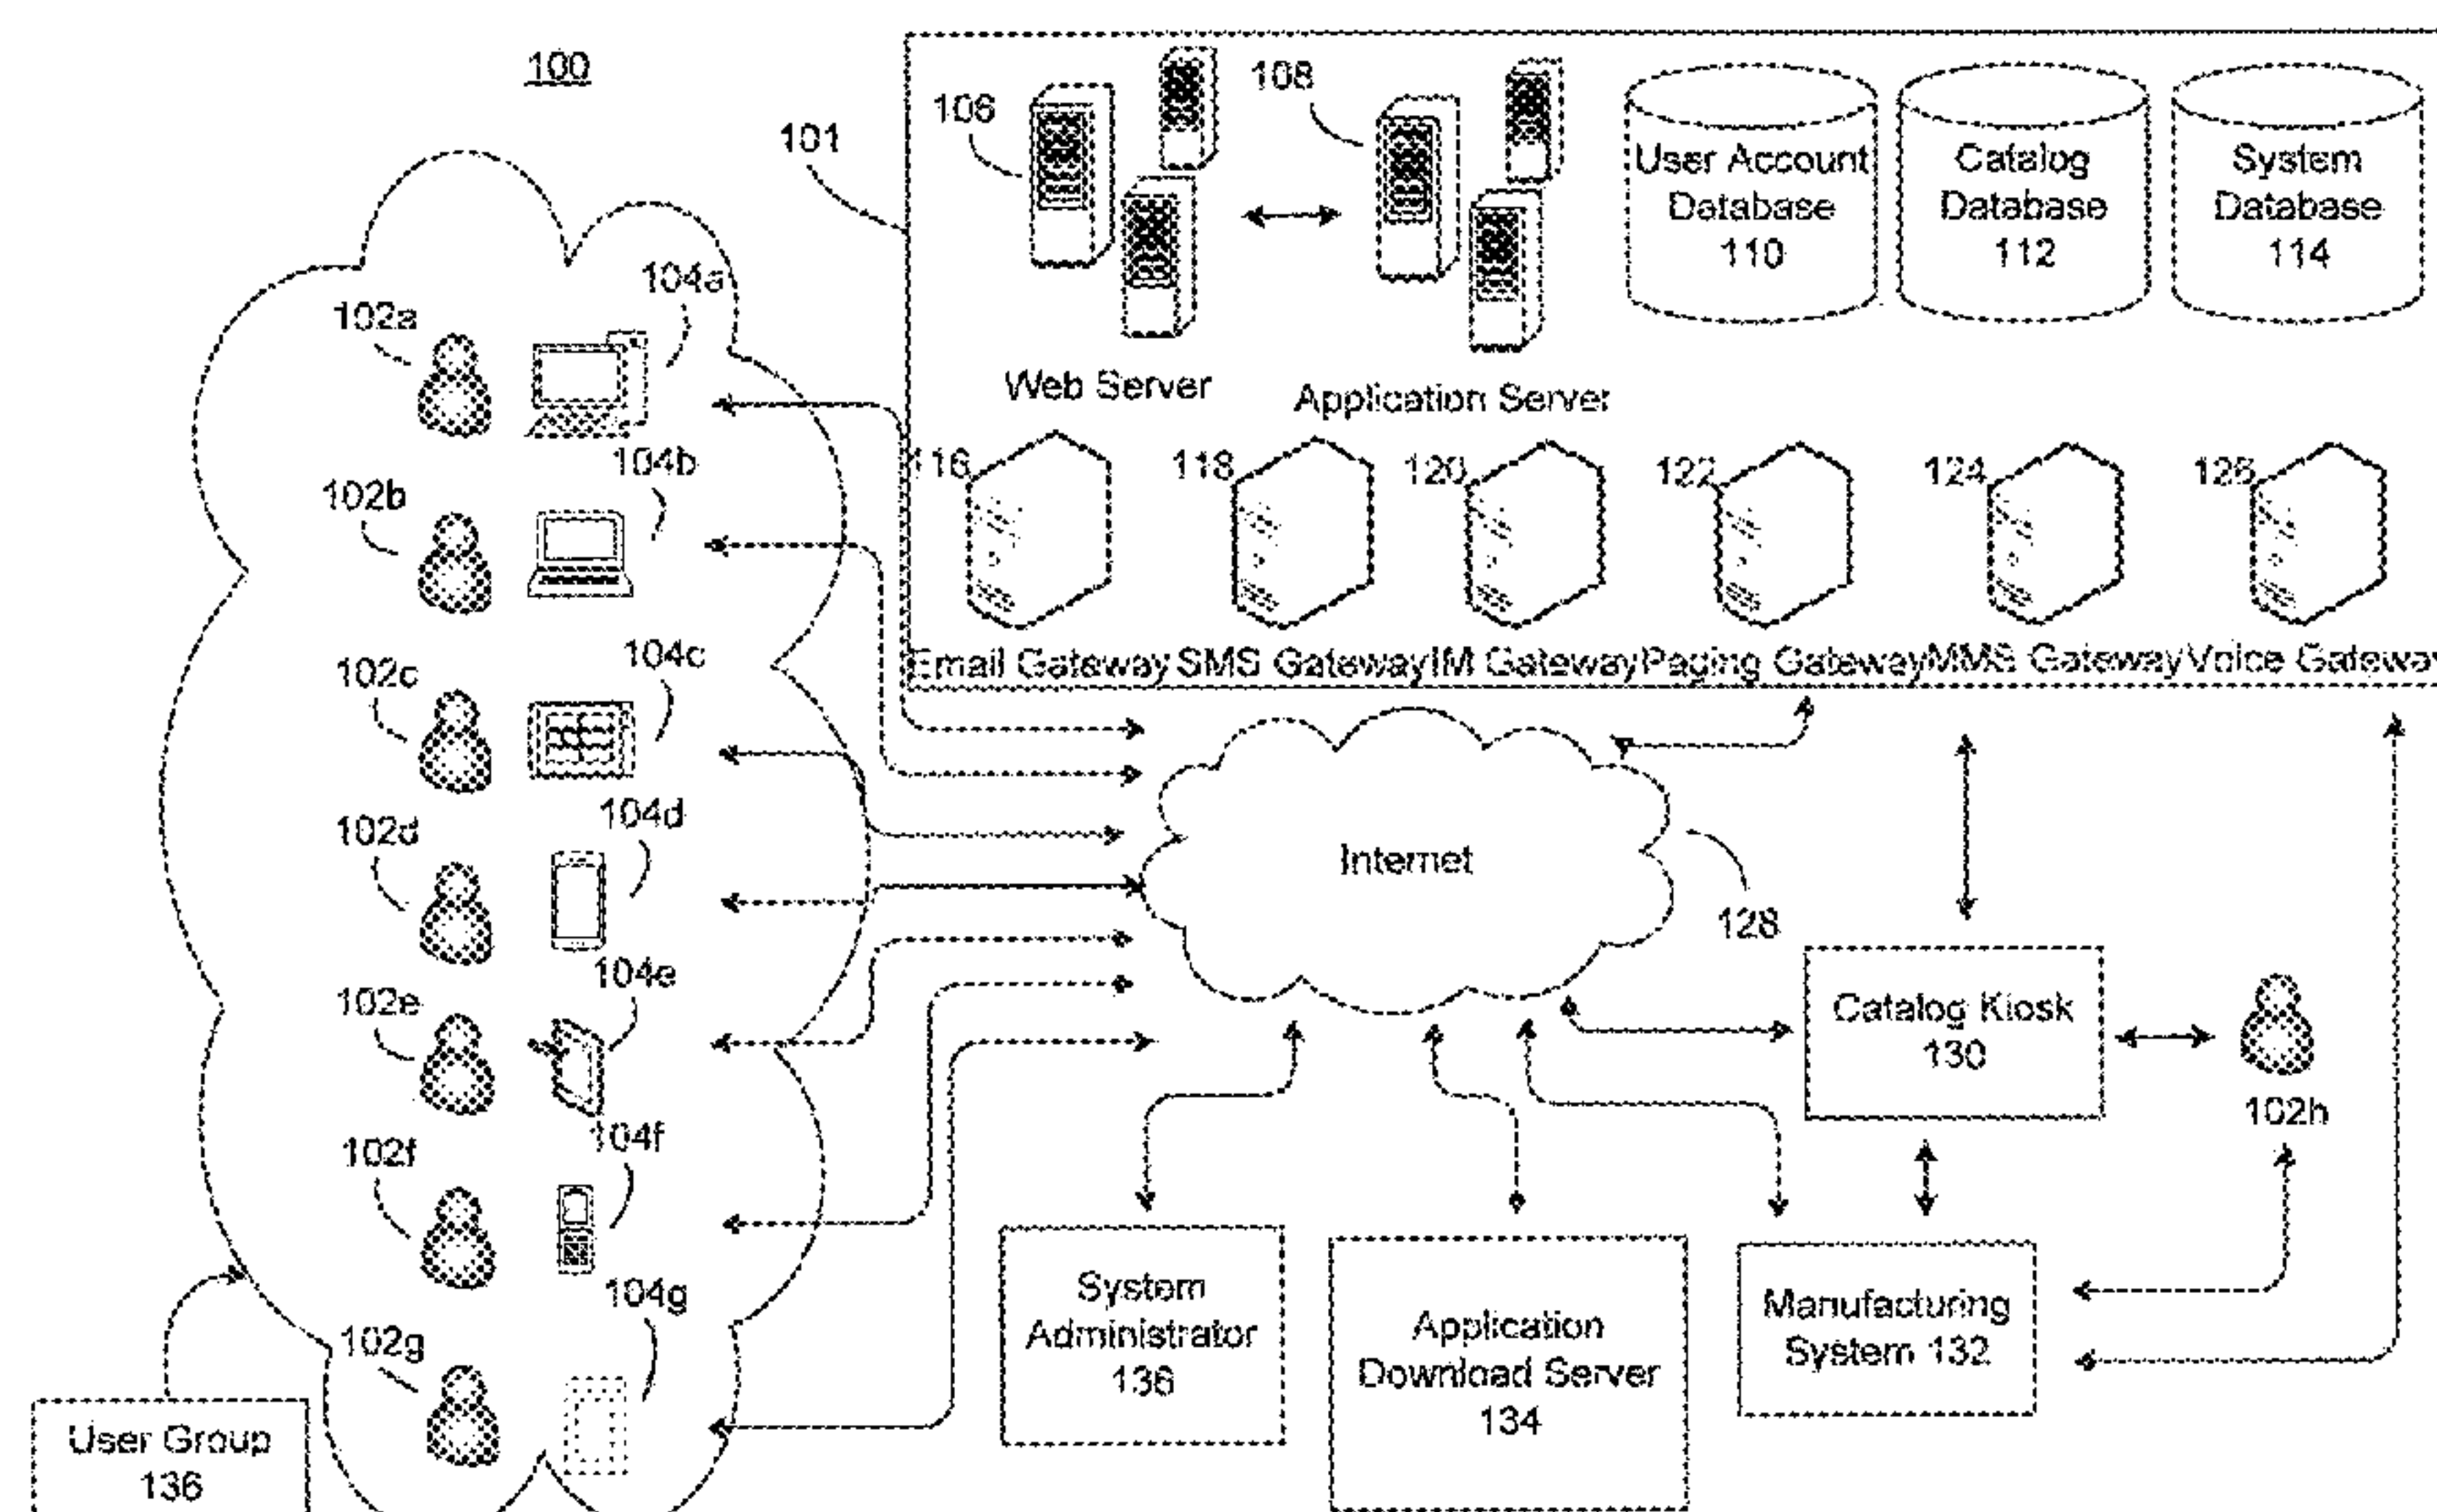 100
101
106
108
User Account
Database
110
Catalog
Database
112
System
Database
114
Web Server
Application Server
116
118
120
122
124
126
Email Gateway
SMS Gateway
IM Gateway
Paging Gateway
MMS Gateway
Voice Gateway
102a
104a
102b
104b
102c
104c
102d
104d
102e
104e
102f
104f
102g
104g
Internet
128
Catalog Kiosk
130
102h
System
Administrator
136
Application
Download Server
134
Manufacturing
System 132
User Group
136